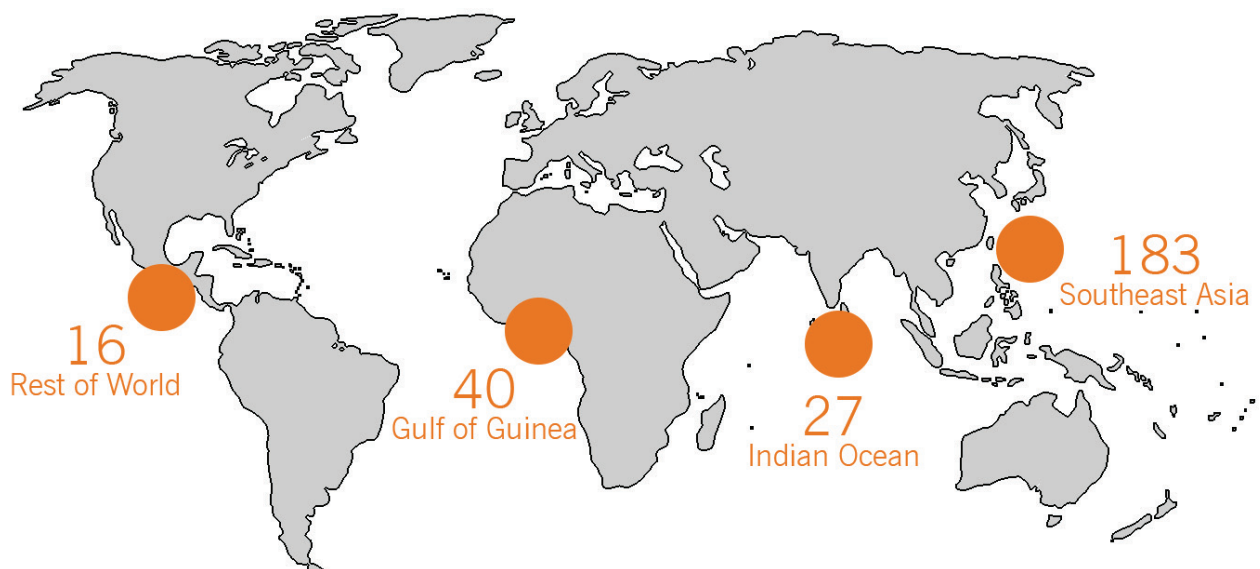 16
Rest of World
40
Gulf of Guinea
27
Indian Ocean
183
Southeast Asia